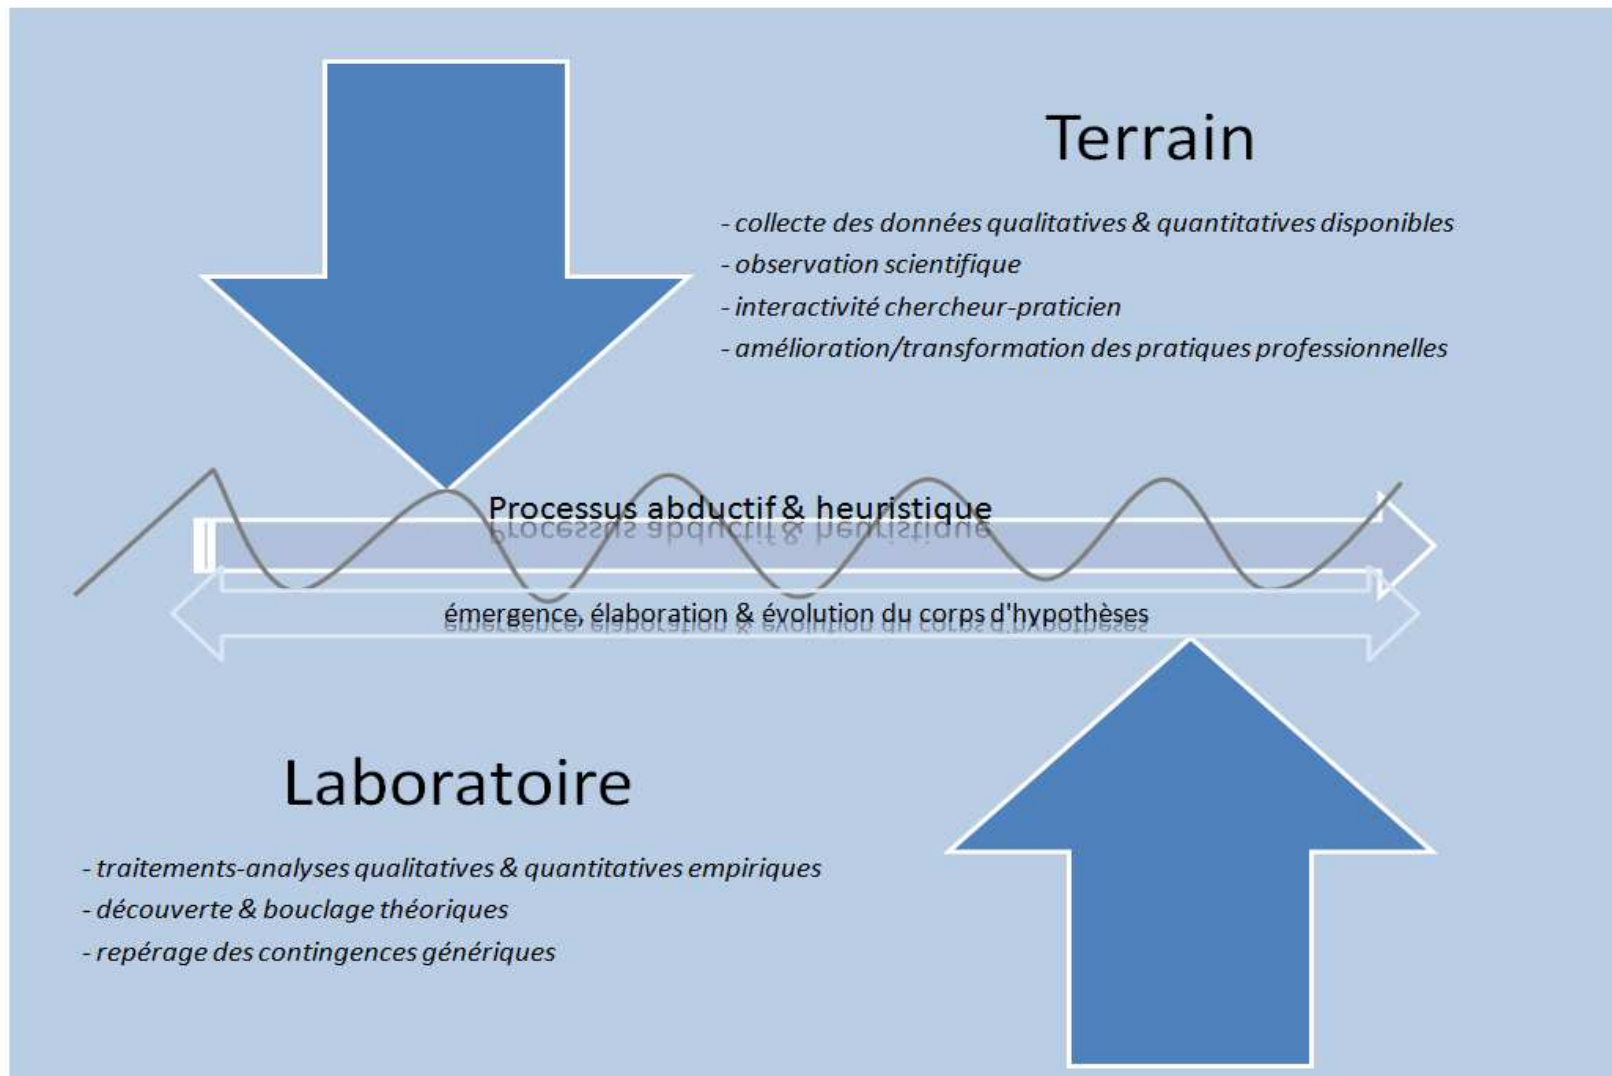 Terrain
- collecte des données qualitatives & quantitatives disponibles
- observation scientifique
- interactivité chercheur-praticien
- amélioration/transformation des pratiques professionnelles
Processus abductif & heuristique
émergence, élaboration & évolution du corps d'hypothèses
Laboratoire
- traitements-analyses qualitatives & quantitatives empiriques
- découverte & bouclage théoriques
- repérage des contingences génériques